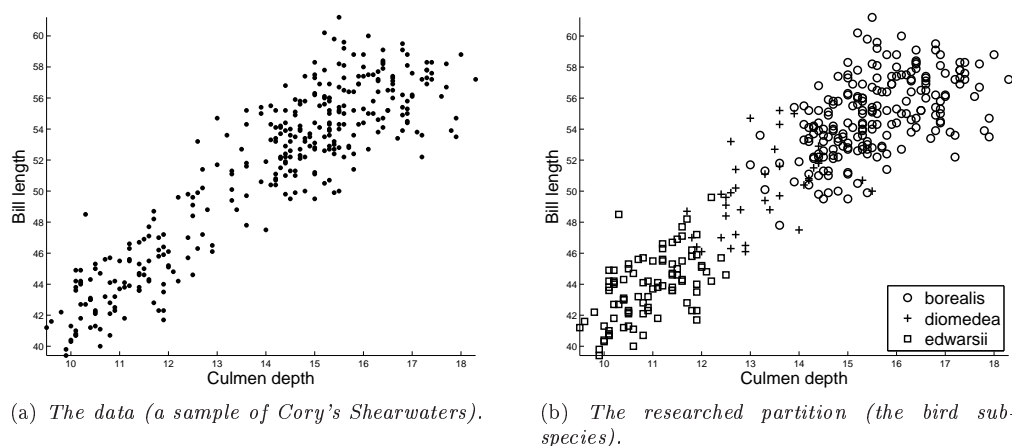 60
58
56
54
52
50
48
46
44
42
40
Bill length
10 11 12 13 14 15 16 17 18
Culmen depth
(a) The data (a sample of Cory's Shearwaters).
60
58
56
54
52
50
48
46
44
42
40
Bill length
10 11 12 13 14 15 16 17 18
Culmen depth
borealis
diomedea
edwarsii
(b) The researched partition (the bird sub-
species).